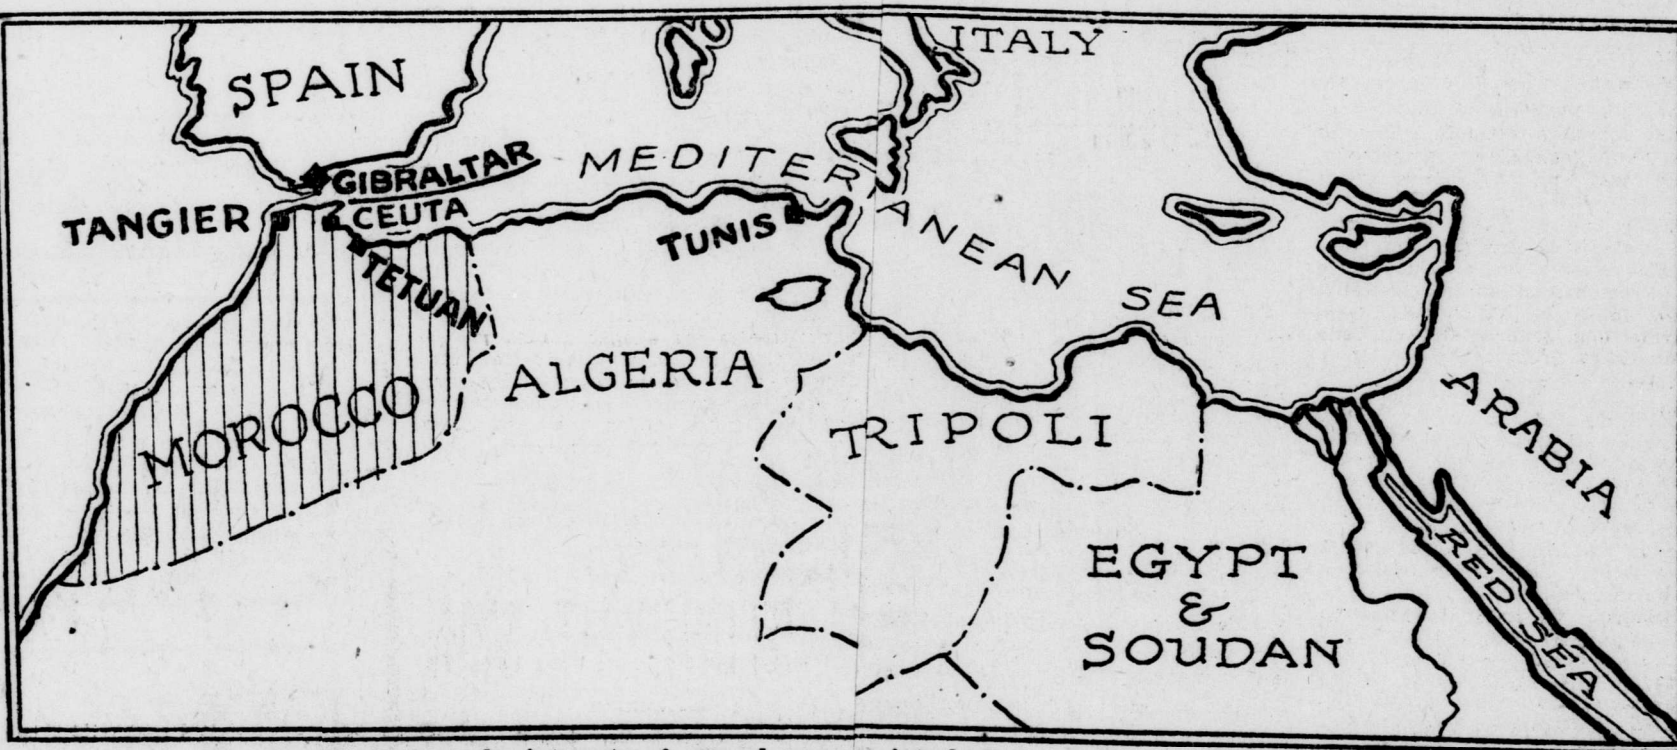 SPAIN
ITALY
GIBRALTAR
MEDITERRANEAN SEA
TANGIER
CEUTA
TUNIS
TETUAN
MOROCCO
ALGERIA
TRIPOLI
ARABIA
EGYPT
&
SOUDAN
RED SEA